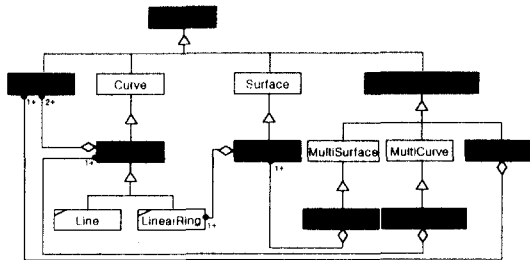 Curve
Surface
1+
2+
1+
1+
MultiSurface
MultiCurve
Line
LinearRing
1+